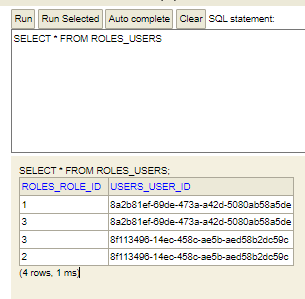 Run Run Selected Auto complete Clear SQL statement:
SELECT * FROM ROLES_USERS
SELECT * FROM ROLES_USERS;
ROLES_ROLE_ID USERS_USER_ID
1 8a2b81ef-69de-473a-a42d-5080ab58a5de
3 8a2b81ef-69de-473a-a42d-5080ab58a5de
3 8f113496-14ec-458c-ae5b-aed58b2dc59c
2 8f113496-14ec-458c-ae5b-aed58b2dc59c
(4 rows, 1 ms)